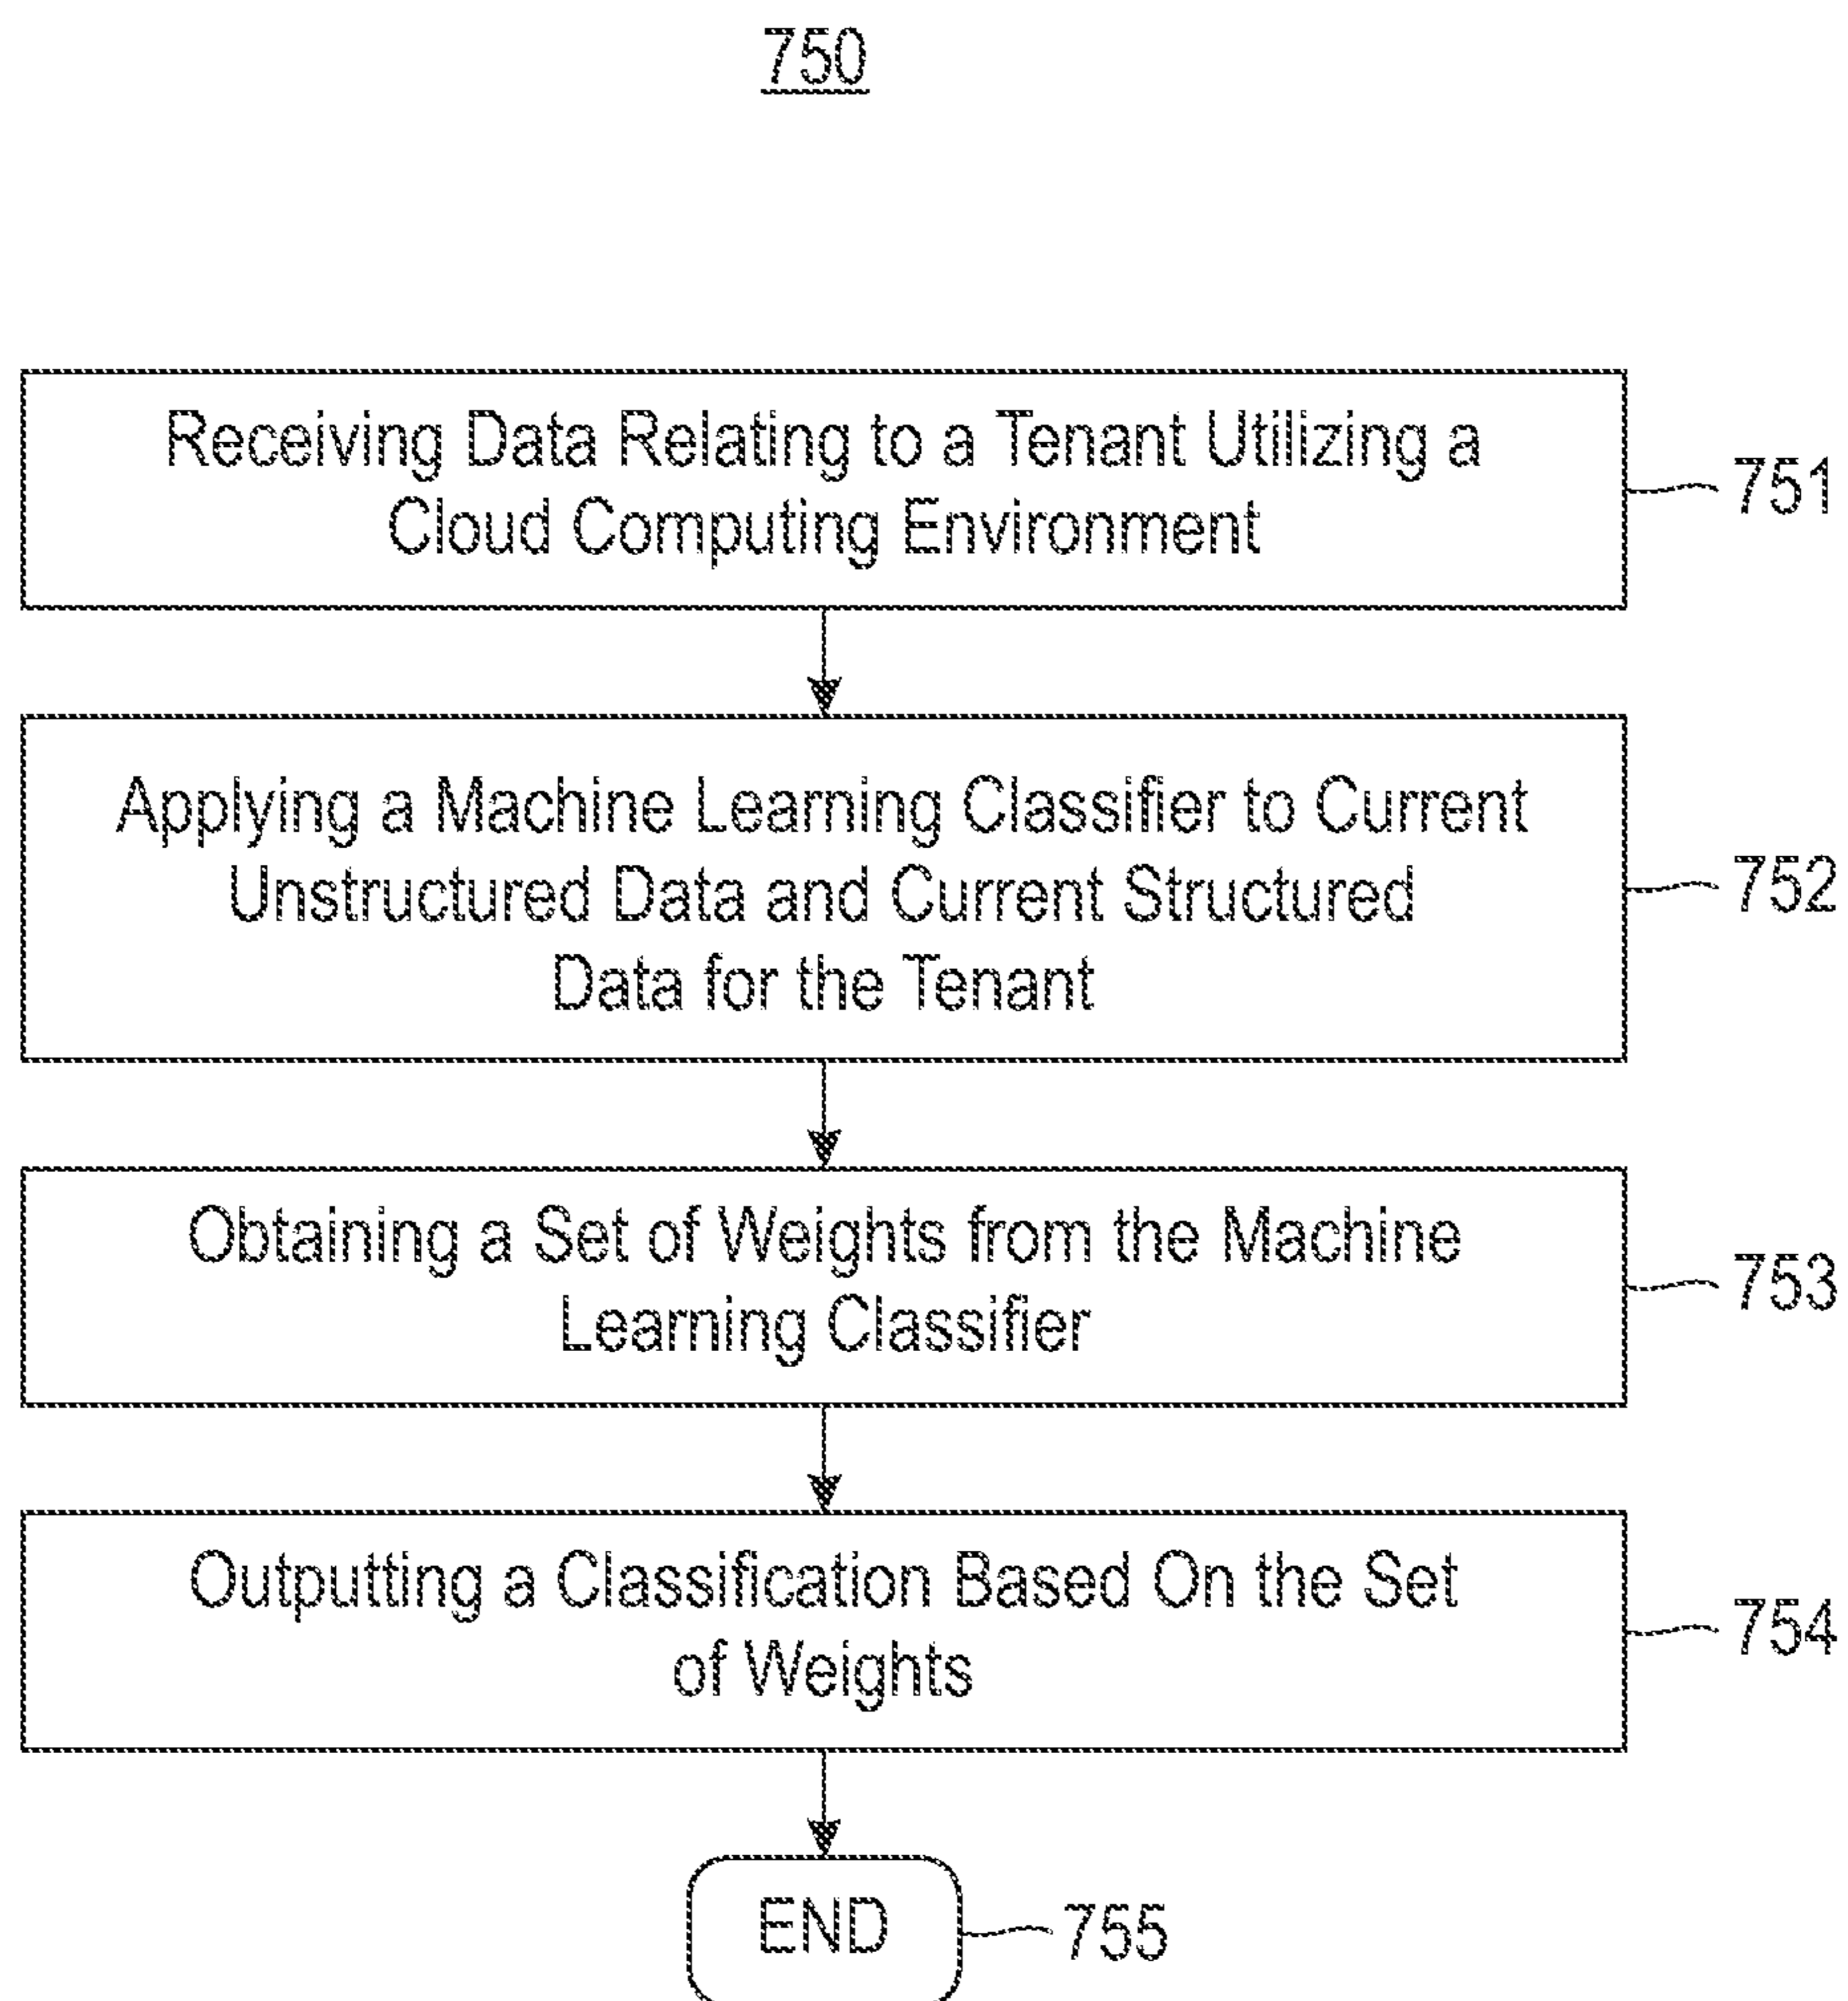 750
Receiving Data Relating to a Tenant Utilizing a
Cloud Computing Environment
751
Applying a Machine Learning Classifier to Current
Unstructured Data and Current Structured
Data for the Tenant
752
Obtaining a Set of Weights from the Machine
Learning Classifier
753
Outputting a Classification Based On the Set
of Weights
754
END
755